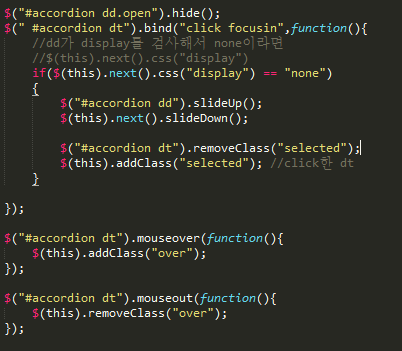 $("#accordion dd.open").hide();
$(" #accordion dt").bind("click focusin",function(){
//dd가 display를 검사해서 none이라면
//$(this).next().css("display")
if($(this).next().css("display") == "none")
{
$("#accordion dd").slideUp();
$(this).next().slideDown();
$("#accordion dt").removeClass("selected");
$(this).addClass("selected"); //click한 dt
}
});
$("#accordion dt").mouseover(function(){
$(this).addClass("over");
});
$("#accordion dt").mouseout(function(){
$(this).removeClass("over");
});